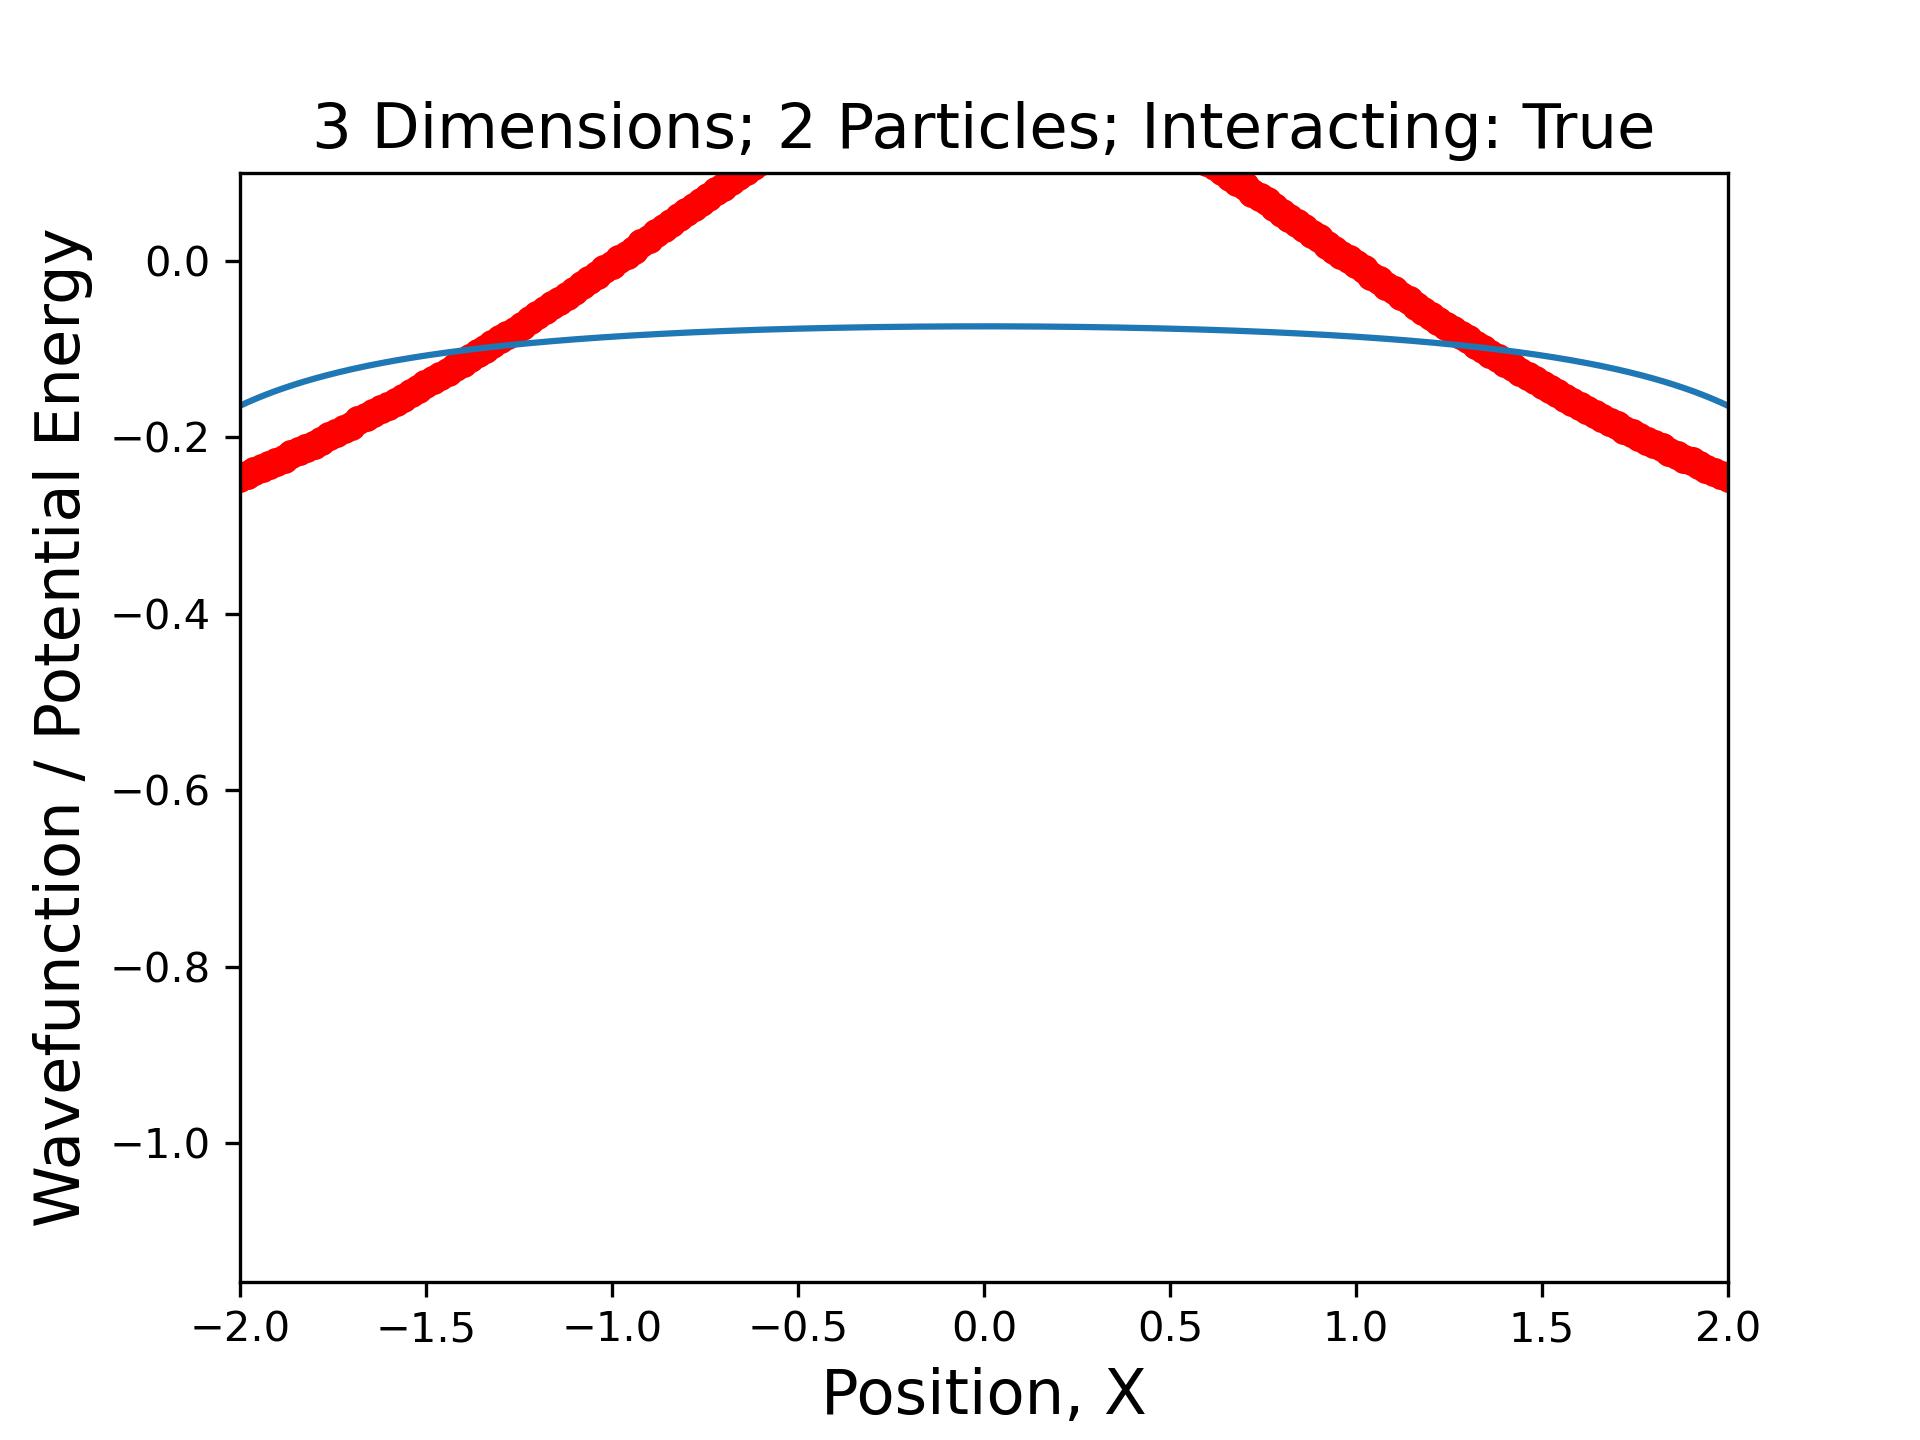 3 Dimensions; 2 Particles; Interacting: True
Wavefunction / Potential Energy
0.0
−0.2
−0.4
−0.6
−0.8
−1.0
−2.0 −1.5 −1.0 −0.5 0.0 0.5 1.0 1.5 2.0
Position, X